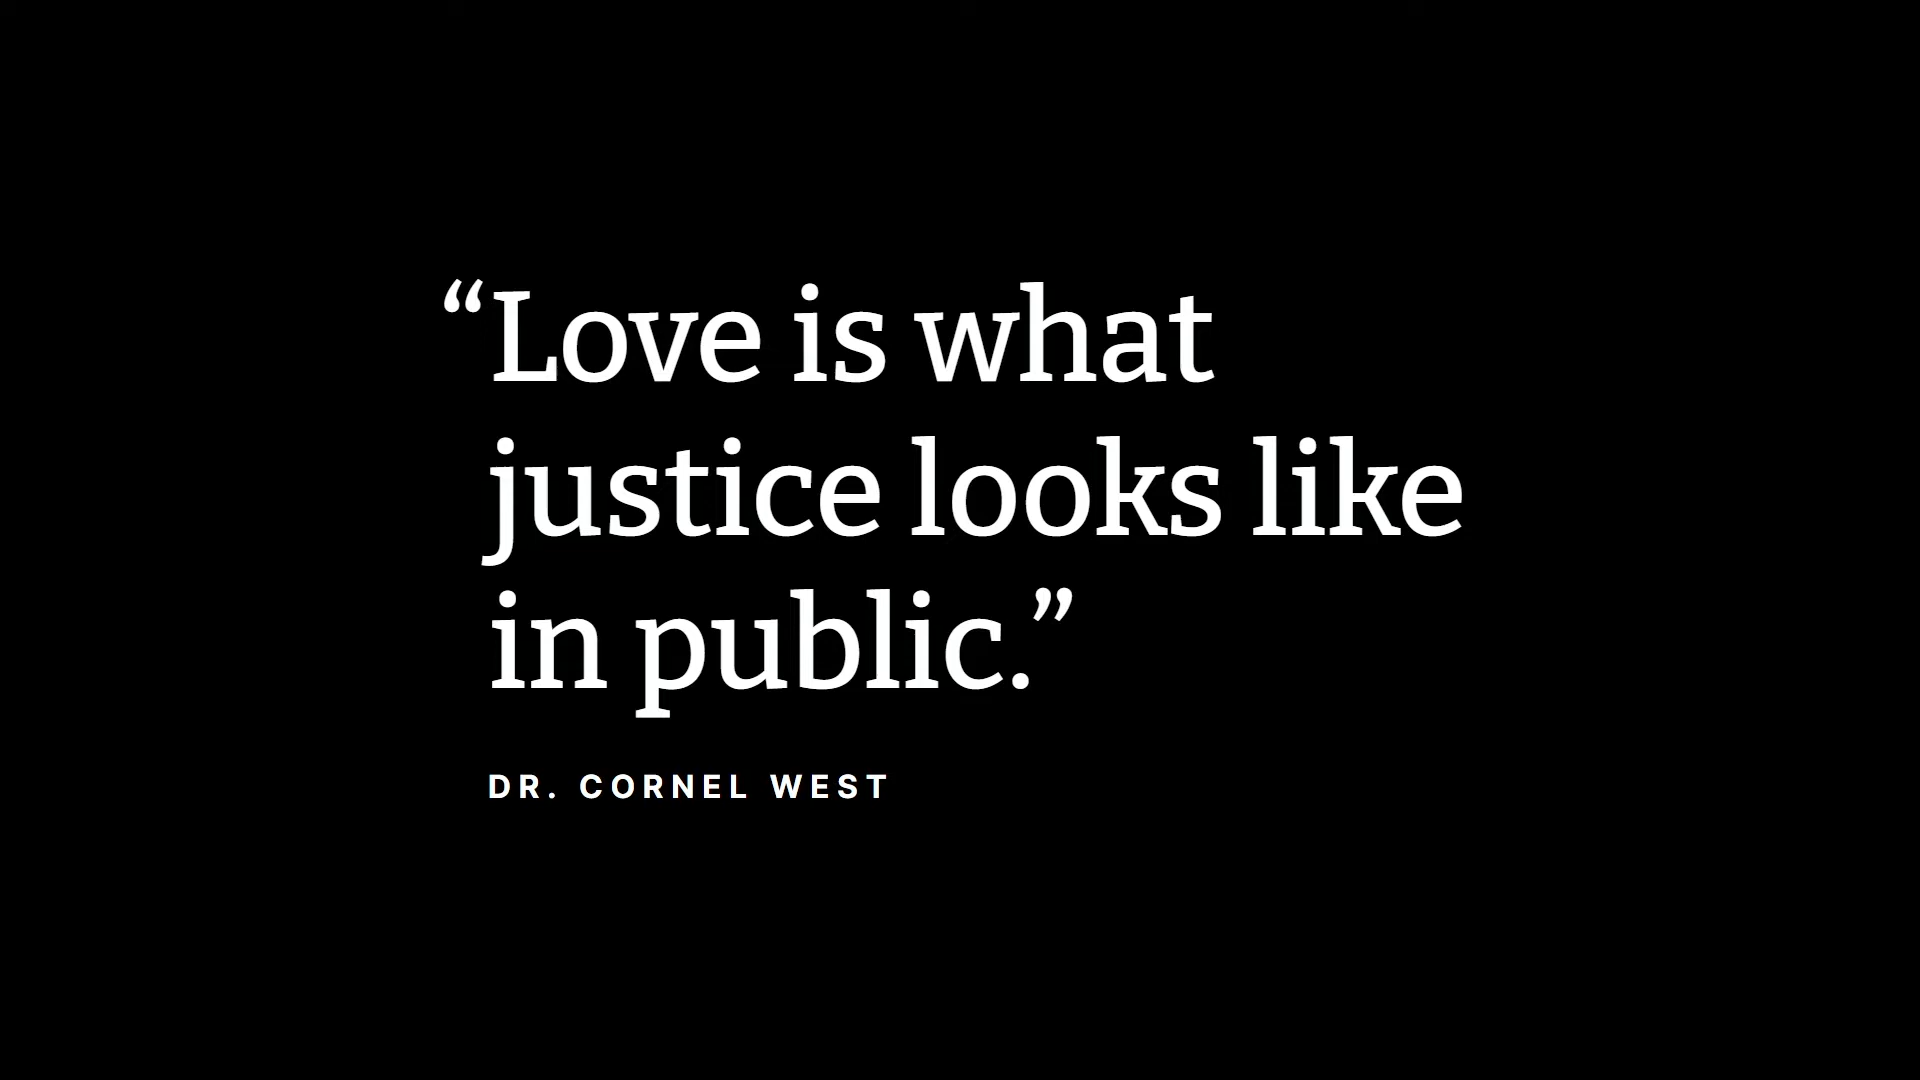 “Love is what
justice looks like
in public.”
DR. CORNEL WEST